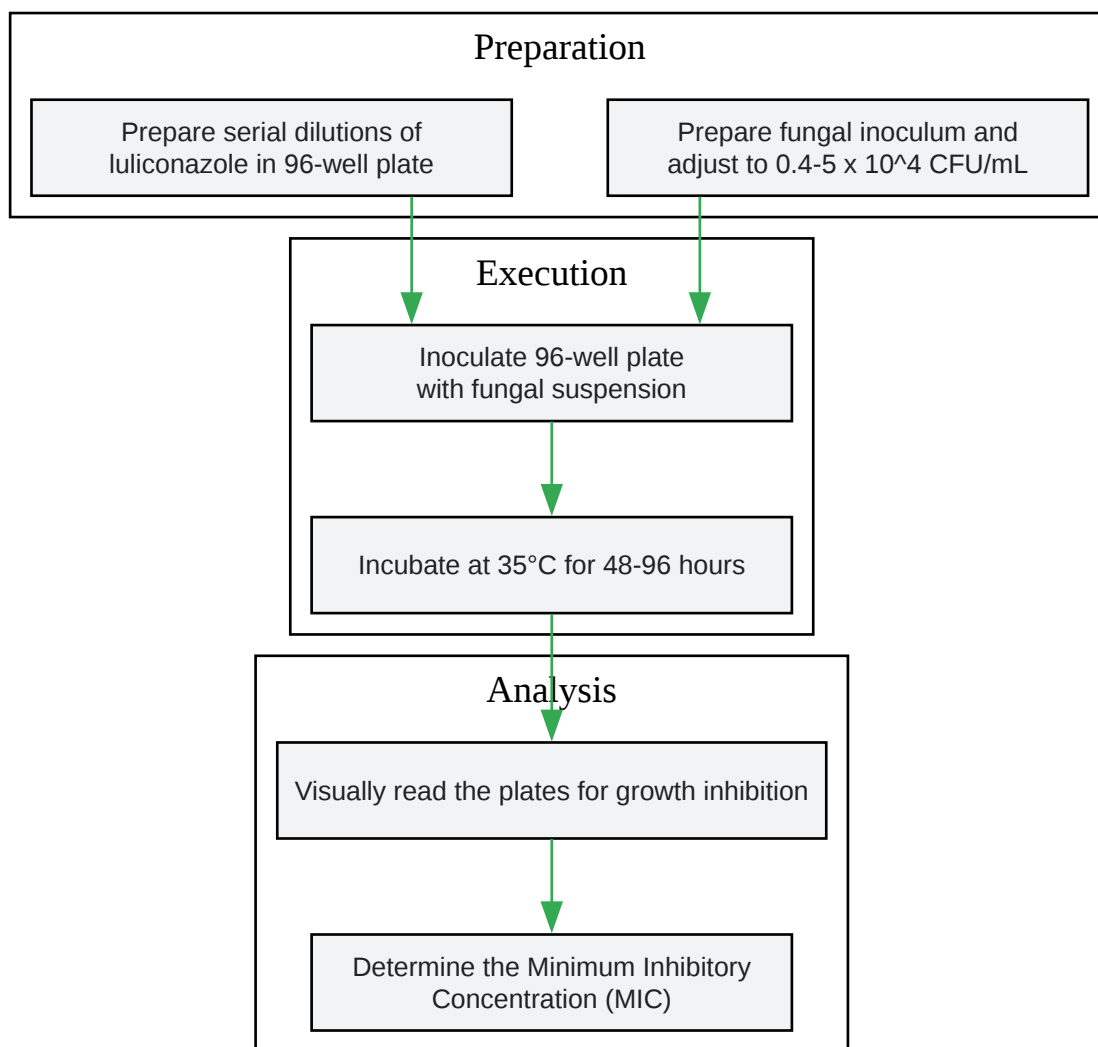 Preparation
Prepare serial dilutions of
luliconazole in 96-well plate
Prepare fungal inoculum and
adjust to 0.4-5 x 10^4 CFU/mL
Execution
Inoculate 96-well plate
with fungal suspension
Incubate at 35°C for 48-96 hours
Analysis
Visually read the plates for growth inhibition
Determine the Minimum Inhibitory
Concentration (MIC)